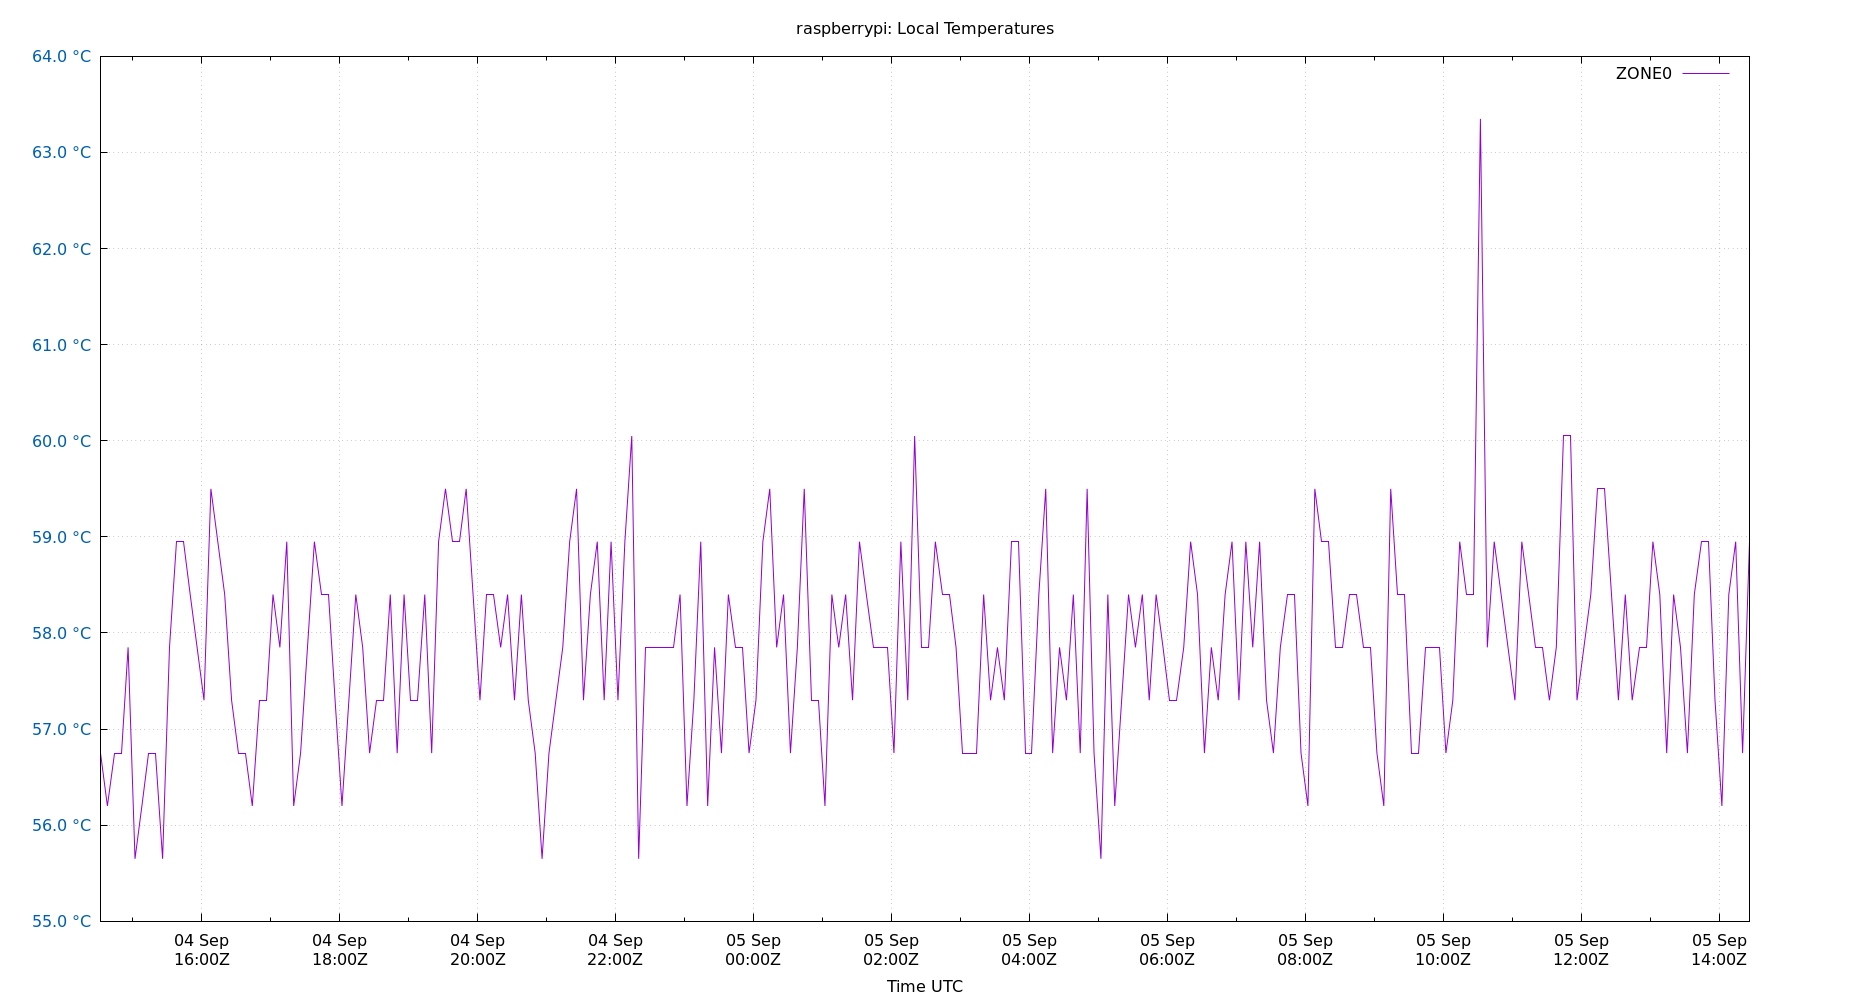 raspberrypi: Local Temperatures
64.0 °C
ZONE0
63.0 °C
62.0 °C
61.0 °C
60.0 °C
59.0 °C
58.0 °C
57.0 °C
56.0 °C
55.0 °C
04 Sep 04 Sep 04 Sep 04 Sep 05 Sep 05 Sep 05 Sep 05 Sep 05 Sep 05 Sep 05 Sep 05 Sep
16:00Z 18:00Z 20:00Z 22:00Z 00:00Z 02:00Z 04:00Z 06:00Z 08:00Z 10:00Z 12:00Z 14:00Z
Time UTC